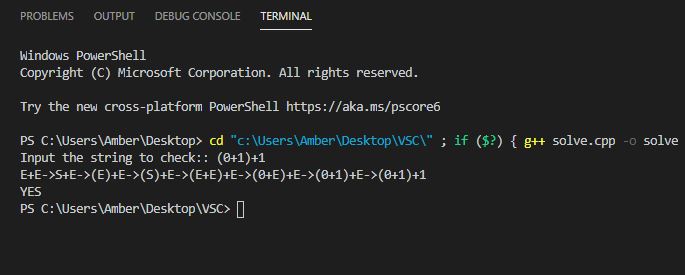 PROBLEMS OUTPUT DEBUG CONSOLE TERMINAL
Windows PowerShell
Copyright (C) Microsoft Corporation. All rights reserved.
Try the new cross-platform PowerShell https://aka.ms/pscore6
PS C:\Users\Amber\Desktop> cd "c:\Users\Amber\Desktop\VSC\" ; if ($?) { g++ solve.cpp -o solve
Input the string to check:: (0+1)+1
E+E->S+E->(E)+E->(S)+E->(E+E)+E->(0+E)+E->(0+1)+E->(0+1)+1
YES
PS C:\Users\Amber\Desktop\VSC>